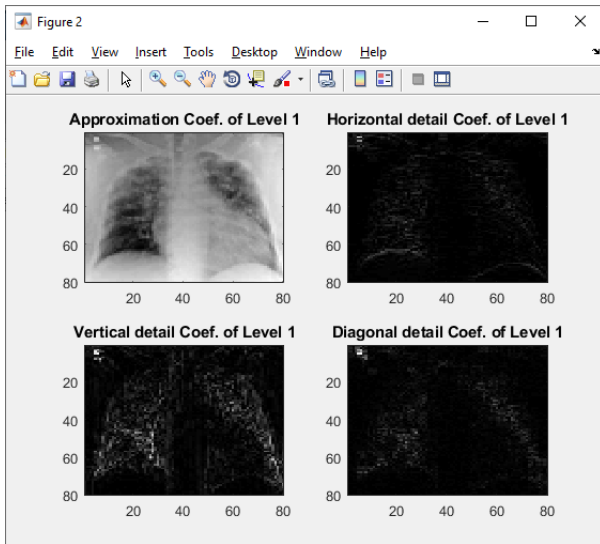 Figure 2
File Edit View Insert Tools Desktop Window Help
Approximation Coef. of Level 1
20
40
60
80
20 40 60 80
Horizontal detail Coef. of Level 1
20
40
60
80
20 40 60 80
Vertical detail Coef. of Level 1
20
40
60
80
20 40 60 80
Diagonal detail Coef. of Level 1
20
40
60
80
20 40 60 80